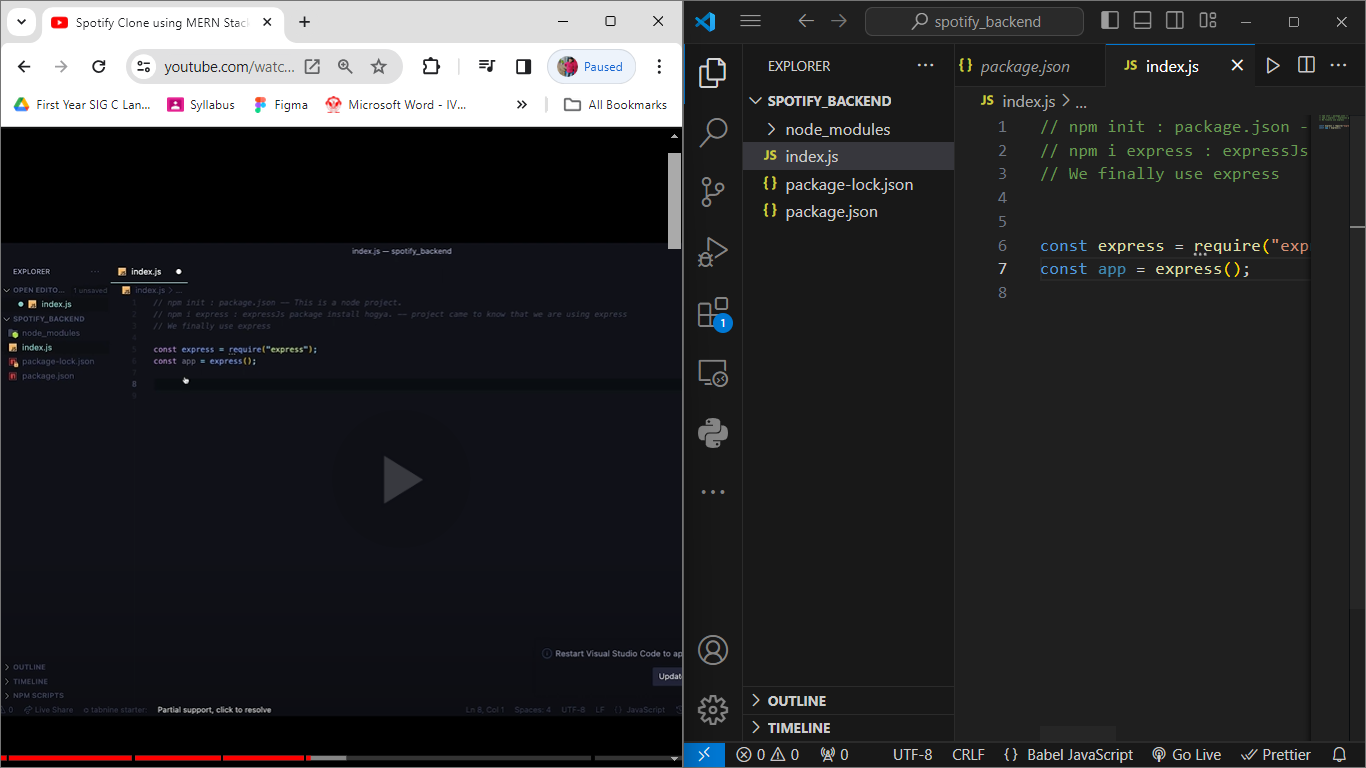 Spotify Clone using MERN Stac
youtube.com/watc...
Paused
First Year SIG C Lan...
Syllabus
Figma
Microsoft Word - IV...
»
All Bookmarks
index.js — spotify_backend
EXPLORER
index.js
OPEN EDITO...
1 unsaved
index.js > ...
index.js
SPOTIFY_BACKEND
node_modules
index.js
package-lock.json
package.json
1 // npm init : package.json -- This is a node project.
2 // npm i express : expressJs package install hogya. -- project came to know that we are using express
3 // We finally use express
4
5 const express = require("express");
6 const app = express();
7
8
9
Restart Visual Studio Code to ap
Update
OUTLINE
TIMELINE
NPM SCRIPTS
0
Live Share
tabnine starter
Partial support, click to resolve
Ln 8, Col 1
Spaces: 4
UTF-8
LF
{} JavaScript
spotify_backend
EXPLORER
SPOTIFY_BACKEND
node_modules
JS index.js
{} package-lock.json
{} package.json
{} package.json
JS index.js
JS index.js > ...
1 // npm init : package.json -
2 // npm i express : expressJs
3 // We finally use express
4
5
6 const express = require("exp
7 const app = express();
8
1
OUTLINE
TIMELINE
0 0
0
UTF-8
CRLF
{} Babel JavaScript
Go Live
Prettier